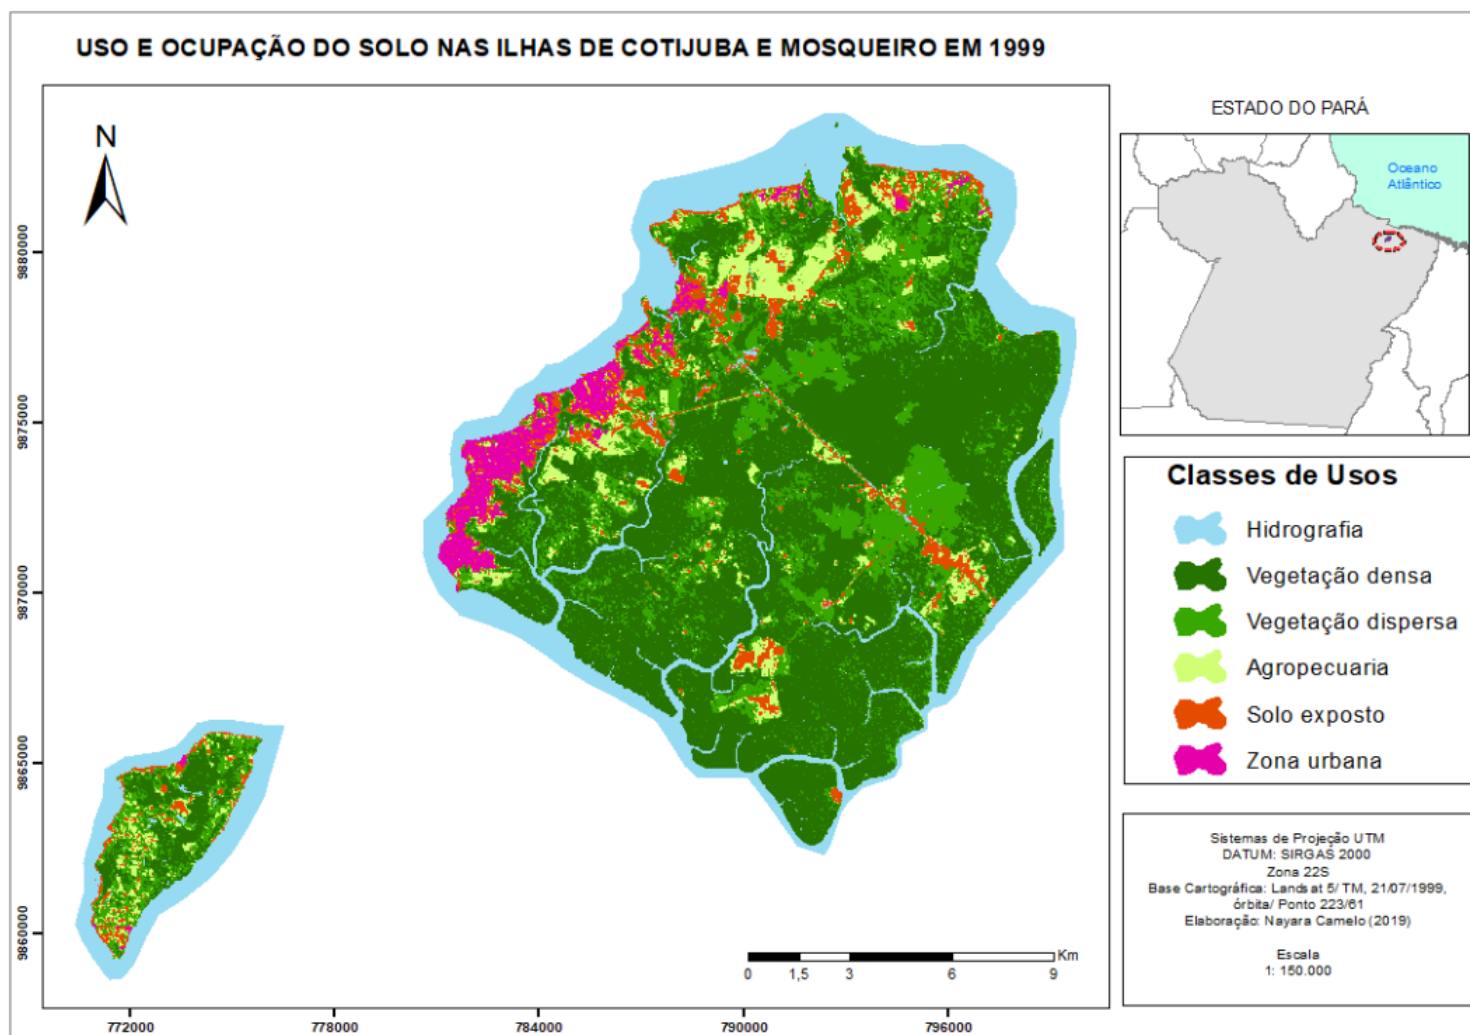 USO E OCUPAÇÃO DO SOLO NAS ILHAS DE COTIJUBA E MOSQUEIRO EM 1999
N
9880000
9875000
9870000
9865000
9860000
772000
778000
784000
790000
796000
Km
0
1,5
3
6
9
ESTADO DO PARÁ
Oceano
Atlântico
Classes de Usos
Hidrografia
Vegetação densa
Vegetação dispersa
Agropecuaria
Solo exposto
Zona urbana
Sistemas de Projeção UTM
DATUM: SIRGAS 2000
Zona 22S
Base Cartográfica: Landsat 5/ TM, 21/07/1999,
órbita/ Ponto 223/61
Elaboração: Nayara Camelo (2019)
Escala
1: 150.000